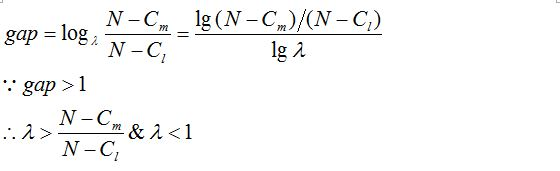 gap = log_λ (N − C_m)/(N − C_l) = lg (N − C_m)/(N − C_l) / lg λ
∵ gap > 1
∴ λ > (N − C_m)/(N − C_l) & λ < 1